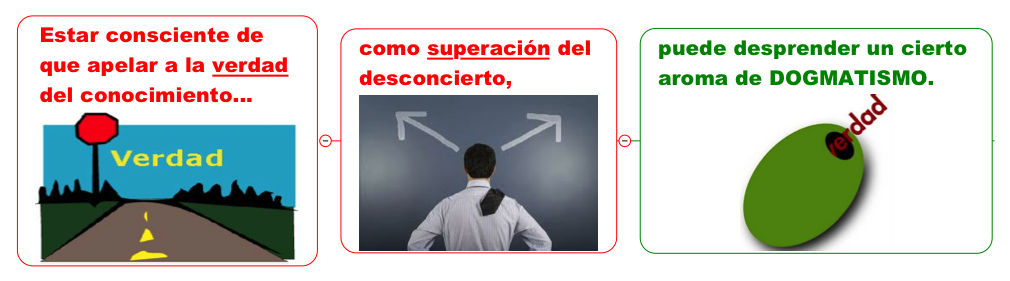 Estar consciente de
que apelar a la verdad
del conocimiento...
Verdad
como superación del
desconcierto,
puede desprender un cierto
aroma de DOGMATISMO.
verdad